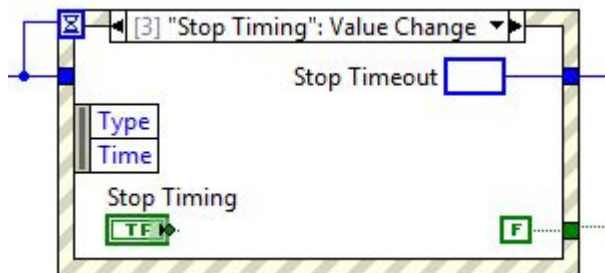 [3] "Stop Timing": Value Change
Stop Timeout
Type
Time
Stop Timing
TF
F